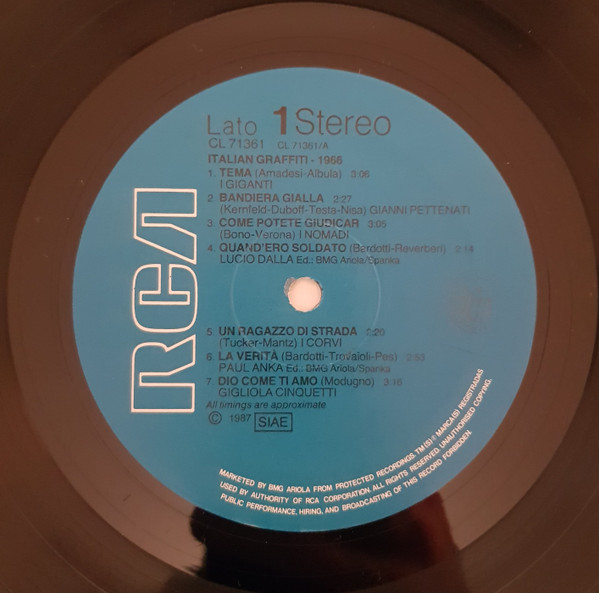 Lato 1 Stereo
CL 71361 CL 71361/A
ITALIAN GRAFFITI - 1966
1. TEMA (Amadesi-Albula) 3:06
I GIGANTI
2. BANDIERA GIALLA 2:27
(Kernfeld-Duboff-Testa-Nisa) GIANNI PETTENATI
3. COME POTETE GIUDICAR 3:05
(Bono-Verona) I NOMADI
4. QUAND'ERO SOLDATO (Bardotti-Reverberi) 2:14
LUCIO DALLA Ed.: BMG Ariola/Spanka
5. UN RAGAZZO DI STRADA 2:20
(Tucker-Mantz) I CORVI
6. LA VERITÀ (Bardotti-Trovaioli-Pes) 2:53
PAUL ANKA Ed.: BMG Ariola/Spanka
7. DIO COME TI AMO (Modugno) 3:16
GIGLIOLA CINQUETTI
All timings are approximate
© 1987 SIAE
RCA
MARKETED BY BMG ARIOLA FROM PROTECTED RECORDINGS. TM(S) ® MARCA(S) REGISTRADAS
USED BY AUTHORITY OF RCA CORPORATION. ALL RIGHTS RESERVED. UNAUTHORISED COPYING,
PUBLIC PERFORMANCE, HIRING, AND BROADCASTING OF THIS RECORD FORBIDDEN.